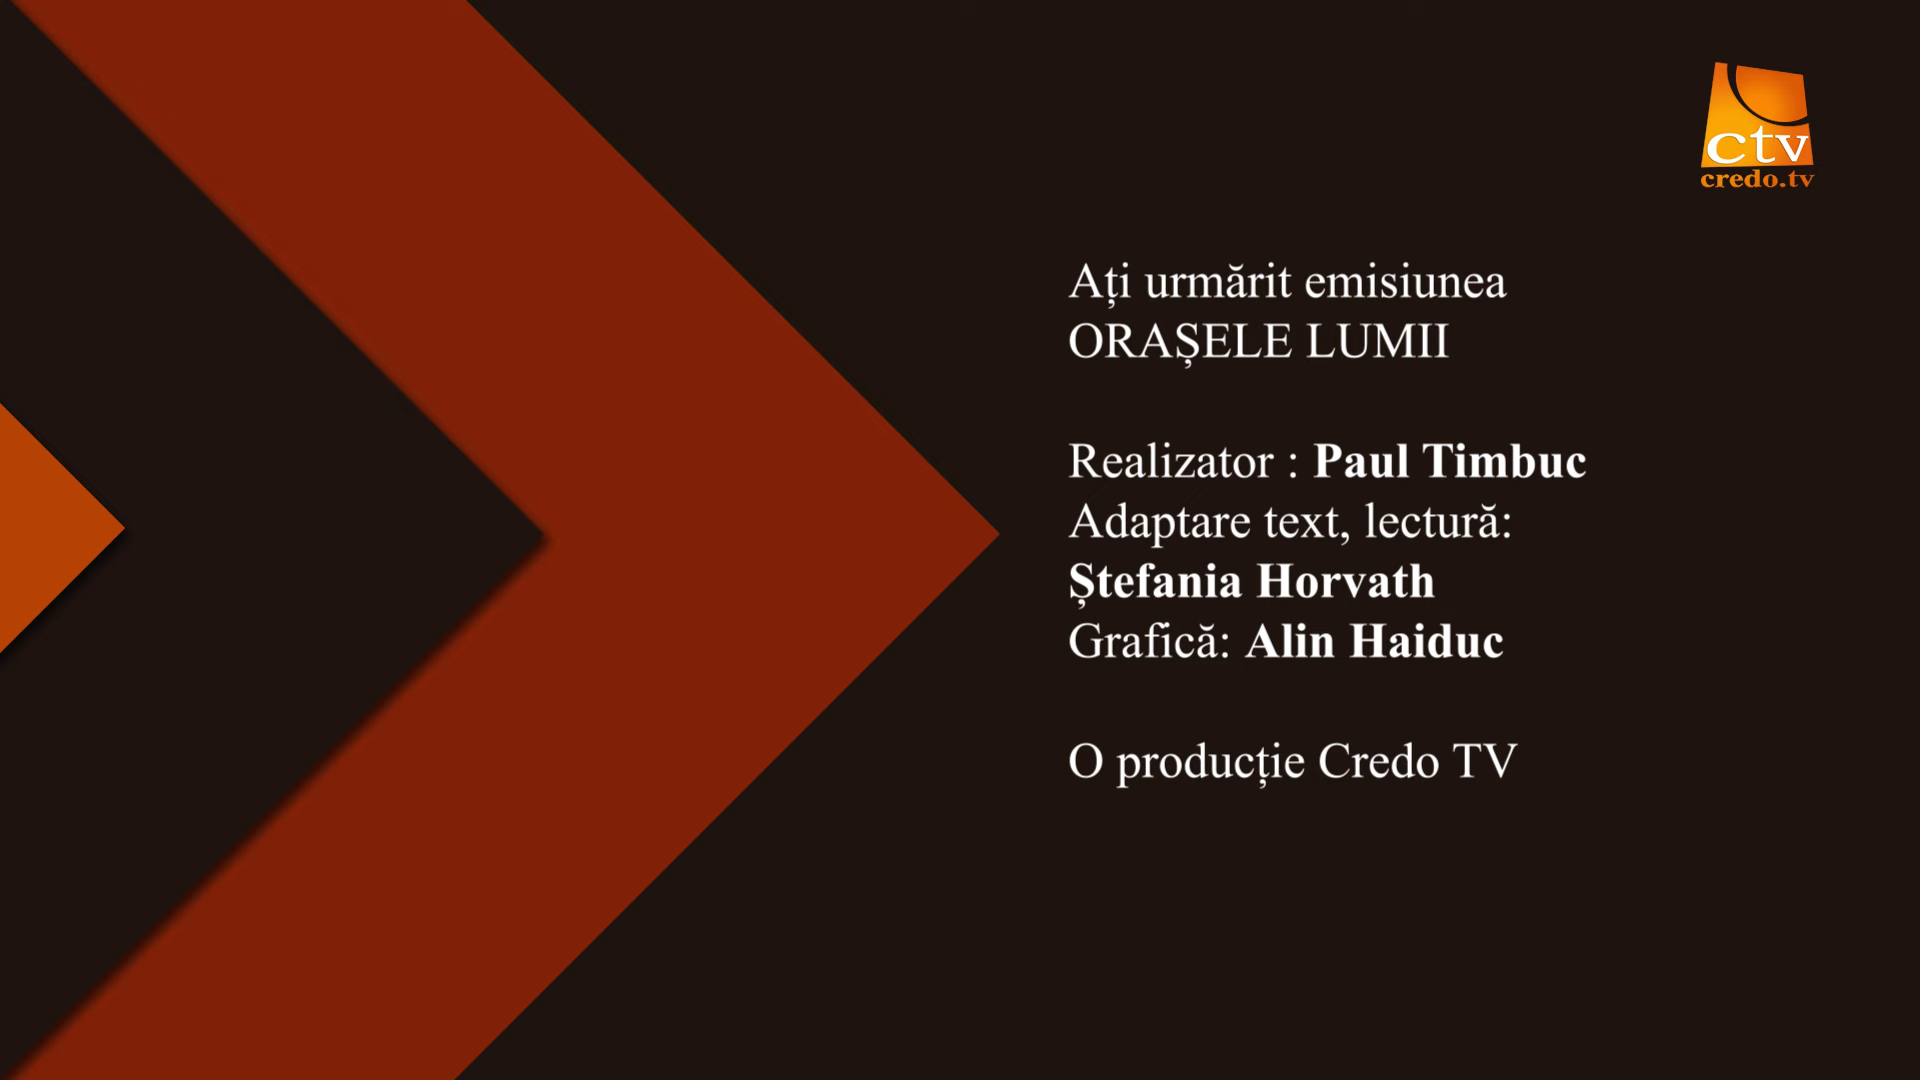 ctv
credo.tv
Ați urmărit emisiunea
ORAȘELE LUMII
Realizator : Paul Timbuc
Adaptare text, lectură:
Ștefania Horvath
Grafică: Alin Haiduc
O producție Credo TV